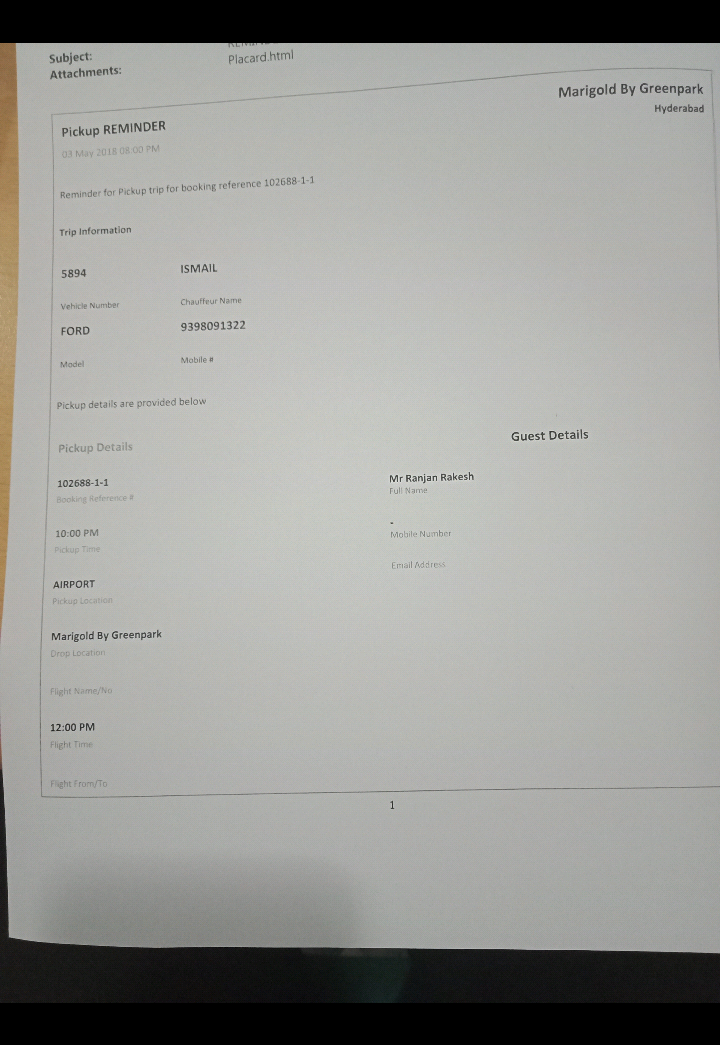 Subject:
Attachments: Placard.html
Marigold By Greenpark
Hyderabad
Pickup REMINDER
03 May 2018 08:00 PM
Reminder for Pickup trip for booking reference 102688-1-1
Trip Information
5894 ISMAIL
Vehicle Number Chauffeur Name
FORD 9398091322
Model Mobile #
Pickup details are provided below
Pickup Details Guest Details
102688-1-1 Mr Ranjan Rakesh
Booking Reference # Full Name
10:00 PM -
Pickup Time Mobile Number
AIRPORT Email Address
Pickup Location
Marigold By Greenpark
Drop Location
Flight Name/No
12:00 PM
Flight Time
Flight From/To
1